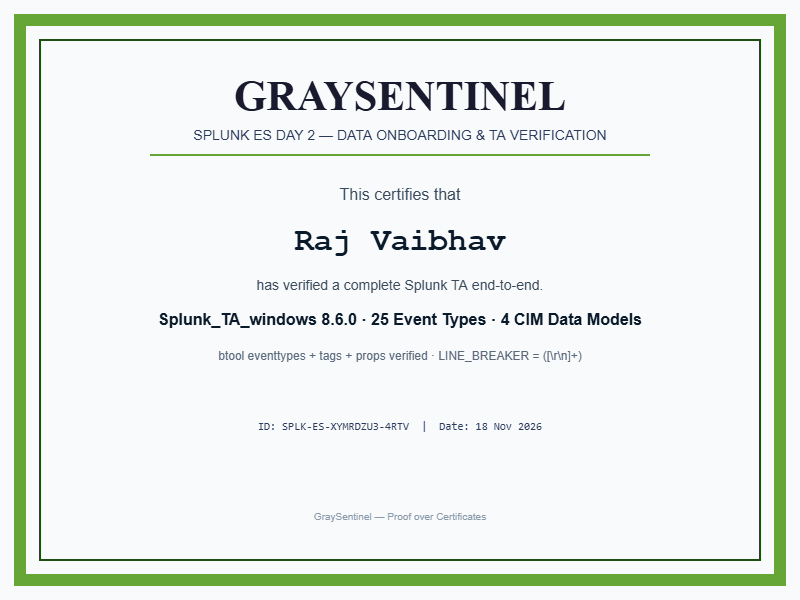 GRAYSENTINEL
SPLUNK ES DAY 2 — DATA ONBOARDING & TA VERIFICATION
This certifies that
Raj Vaibhav
has verified a complete Splunk TA end-to-end.
Splunk_TA_windows 8.6.0 · 25 Event Types · 4 CIM Data Models
btool eventtypes + tags + props verified · LINE_BREAKER = ([\r\n]+)
ID: SPLK-ES-XYMRDZU3-4RTV | Date: 18 Nov 2026
GraySentinel — Proof over Certificates